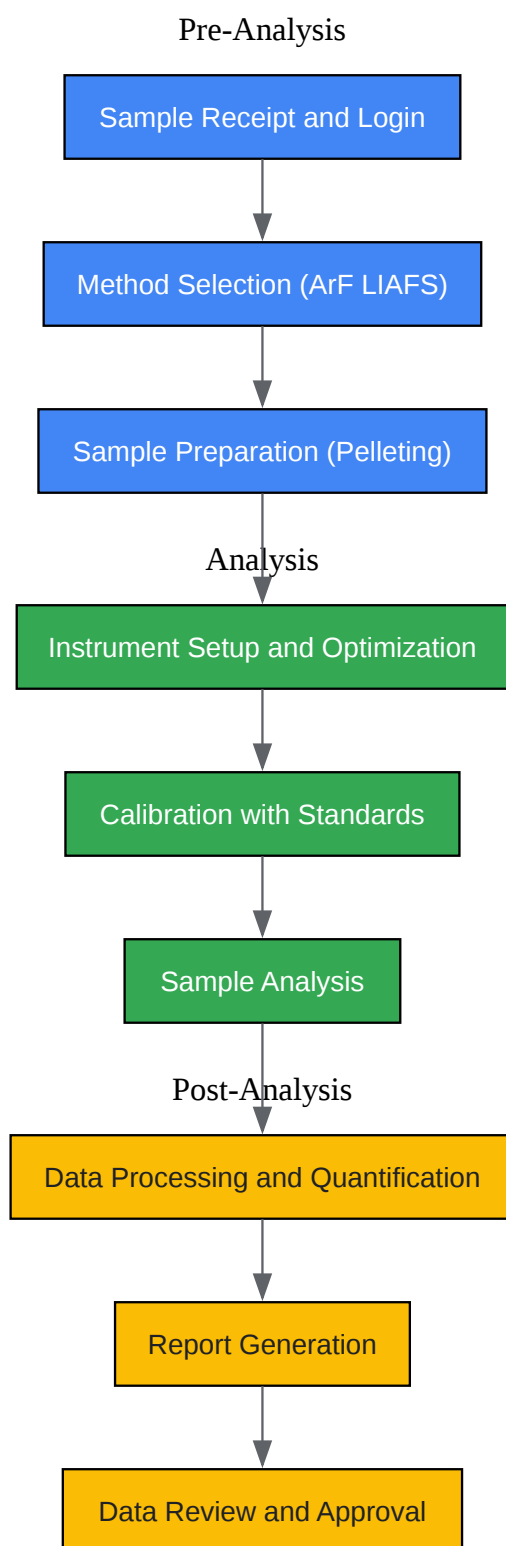 Pre-Analysis
Sample Receipt and Login
Method Selection (ArF LIAFS)
Sample Preparation (Pelleting)
Analysis
Instrument Setup and Optimization
Calibration with Standards
Sample Analysis
Post-Analysis
Data Processing and Quantification
Report Generation
Data Review and Approval